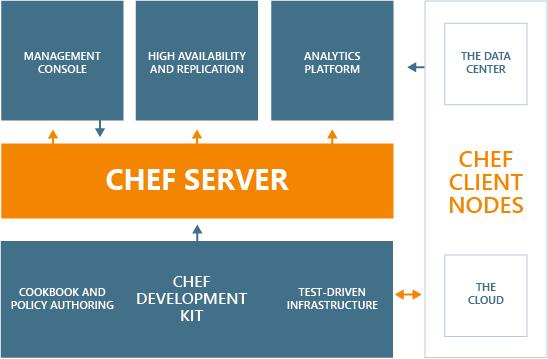 MANAGEMENT
CONSOLE
HIGH AVAILABILITY
AND REPLICATION
ANALYTICS
PLATFORM
THE DATA
CENTER
CHEF SERVER
CHEF
CLIENT
NODES
COOKBOOK AND
POLICY AUTHORING
CHEF
DEVELOPMENT
KIT
TEST-DRIVEN
INFRASTRUCTURE
THE
CLOUD